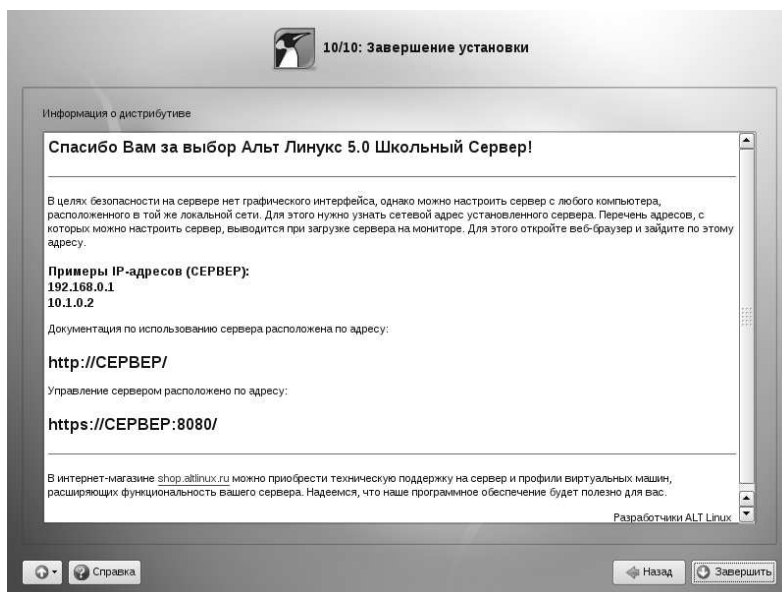 10/10: Завершение установки
Информация о дистрибутиве
Спасибо Вам за выбор Альт Линукс 5.0 Школьный Сервер!
В целях безопасности на сервере нет графического интерфейса, однако можно настроить сервер с любого компьютера,
расположенного в той же локальной сети. Для этого нужно узнать сетевой адрес установленного сервера. Перечень адресов, с
которых можно настроить сервер, выводится при загрузке сервера на мониторе. Для этого откройте веб-браузер и зайдите по этому
адресу.
Примеры IP-адресов (СЕРВЕР):
192.168.0.1
10.1.0.2
Документация по использованию сервера расположена по адресу:
http://СЕРВЕР/
Управление сервером расположено по адресу:
https://СЕРВЕР:8080/
В интернет-магазине shop.altlinux.ru можно приобрести техническую поддержку на сервер и профили виртуальных машин,
расширяющих функциональность вашего сервера. Надеемся, что наше программное обеспечение будет полезно для вас.
Разработчики ALT Linux
Справка
Назад
Завершить